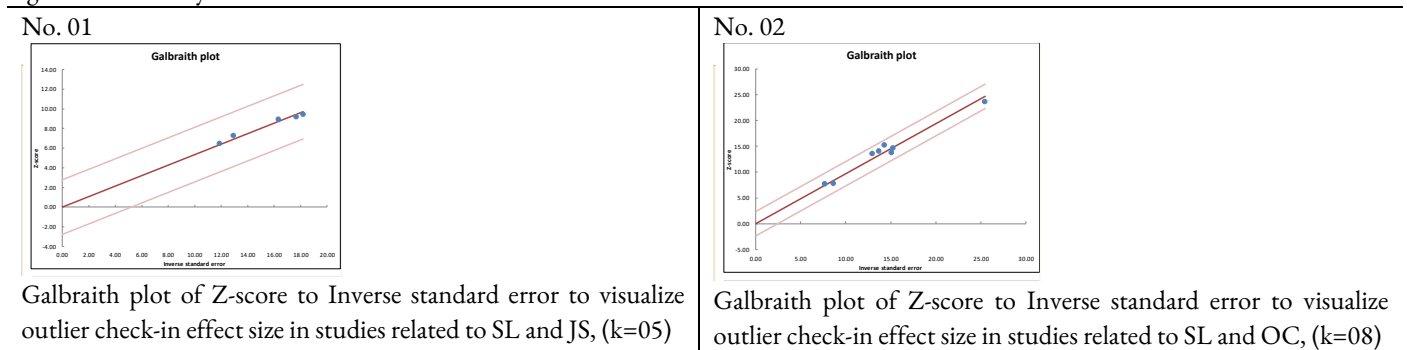 No. 01
Galbraith plot
14.00
12.00
10.00
8.00
6.00
4.00
2.00
0.00
-2.00
-4.00
Z-score
0.00 2.00 4.00 6.00 8.00 10.00 12.00 14.00 16.00 18.00 20.00
Inverse standard error
Galbraith plot of Z-score to Inverse standard error to visualize
outlier check-in effect size in studies related to SL and JS, (k=05)
No. 02
Galbraith plot
30.00
25.00
20.00
15.00
10.00
5.00
0.00
-5.00
Z-score
0.00 5.00 10.00 15.00 20.00 25.00 30.00
Inverse standard error
Galbraith plot of Z-score to Inverse standard error to visualize
outlier check-in effect size in studies related to SL and OC, (k=08)